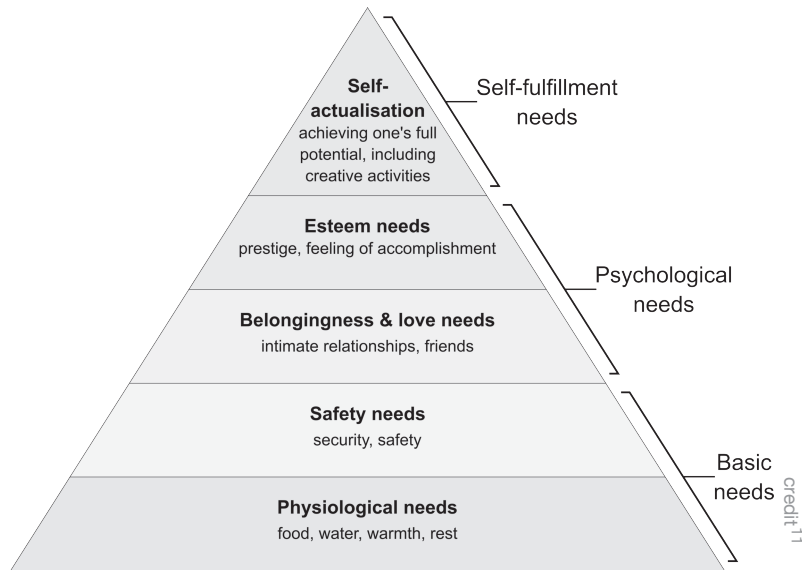 Self-
actualisation
achieving one's full
potential, including
creative activities
Self-fulfillment
needs
Esteem needs
prestige, feeling of accomplishment
Psychological
needs
Belongingness & love needs
intimate relationships, friends
Safety needs
security, safety
Basic
needs
Physiological needs
food, water, warmth, rest
credit11